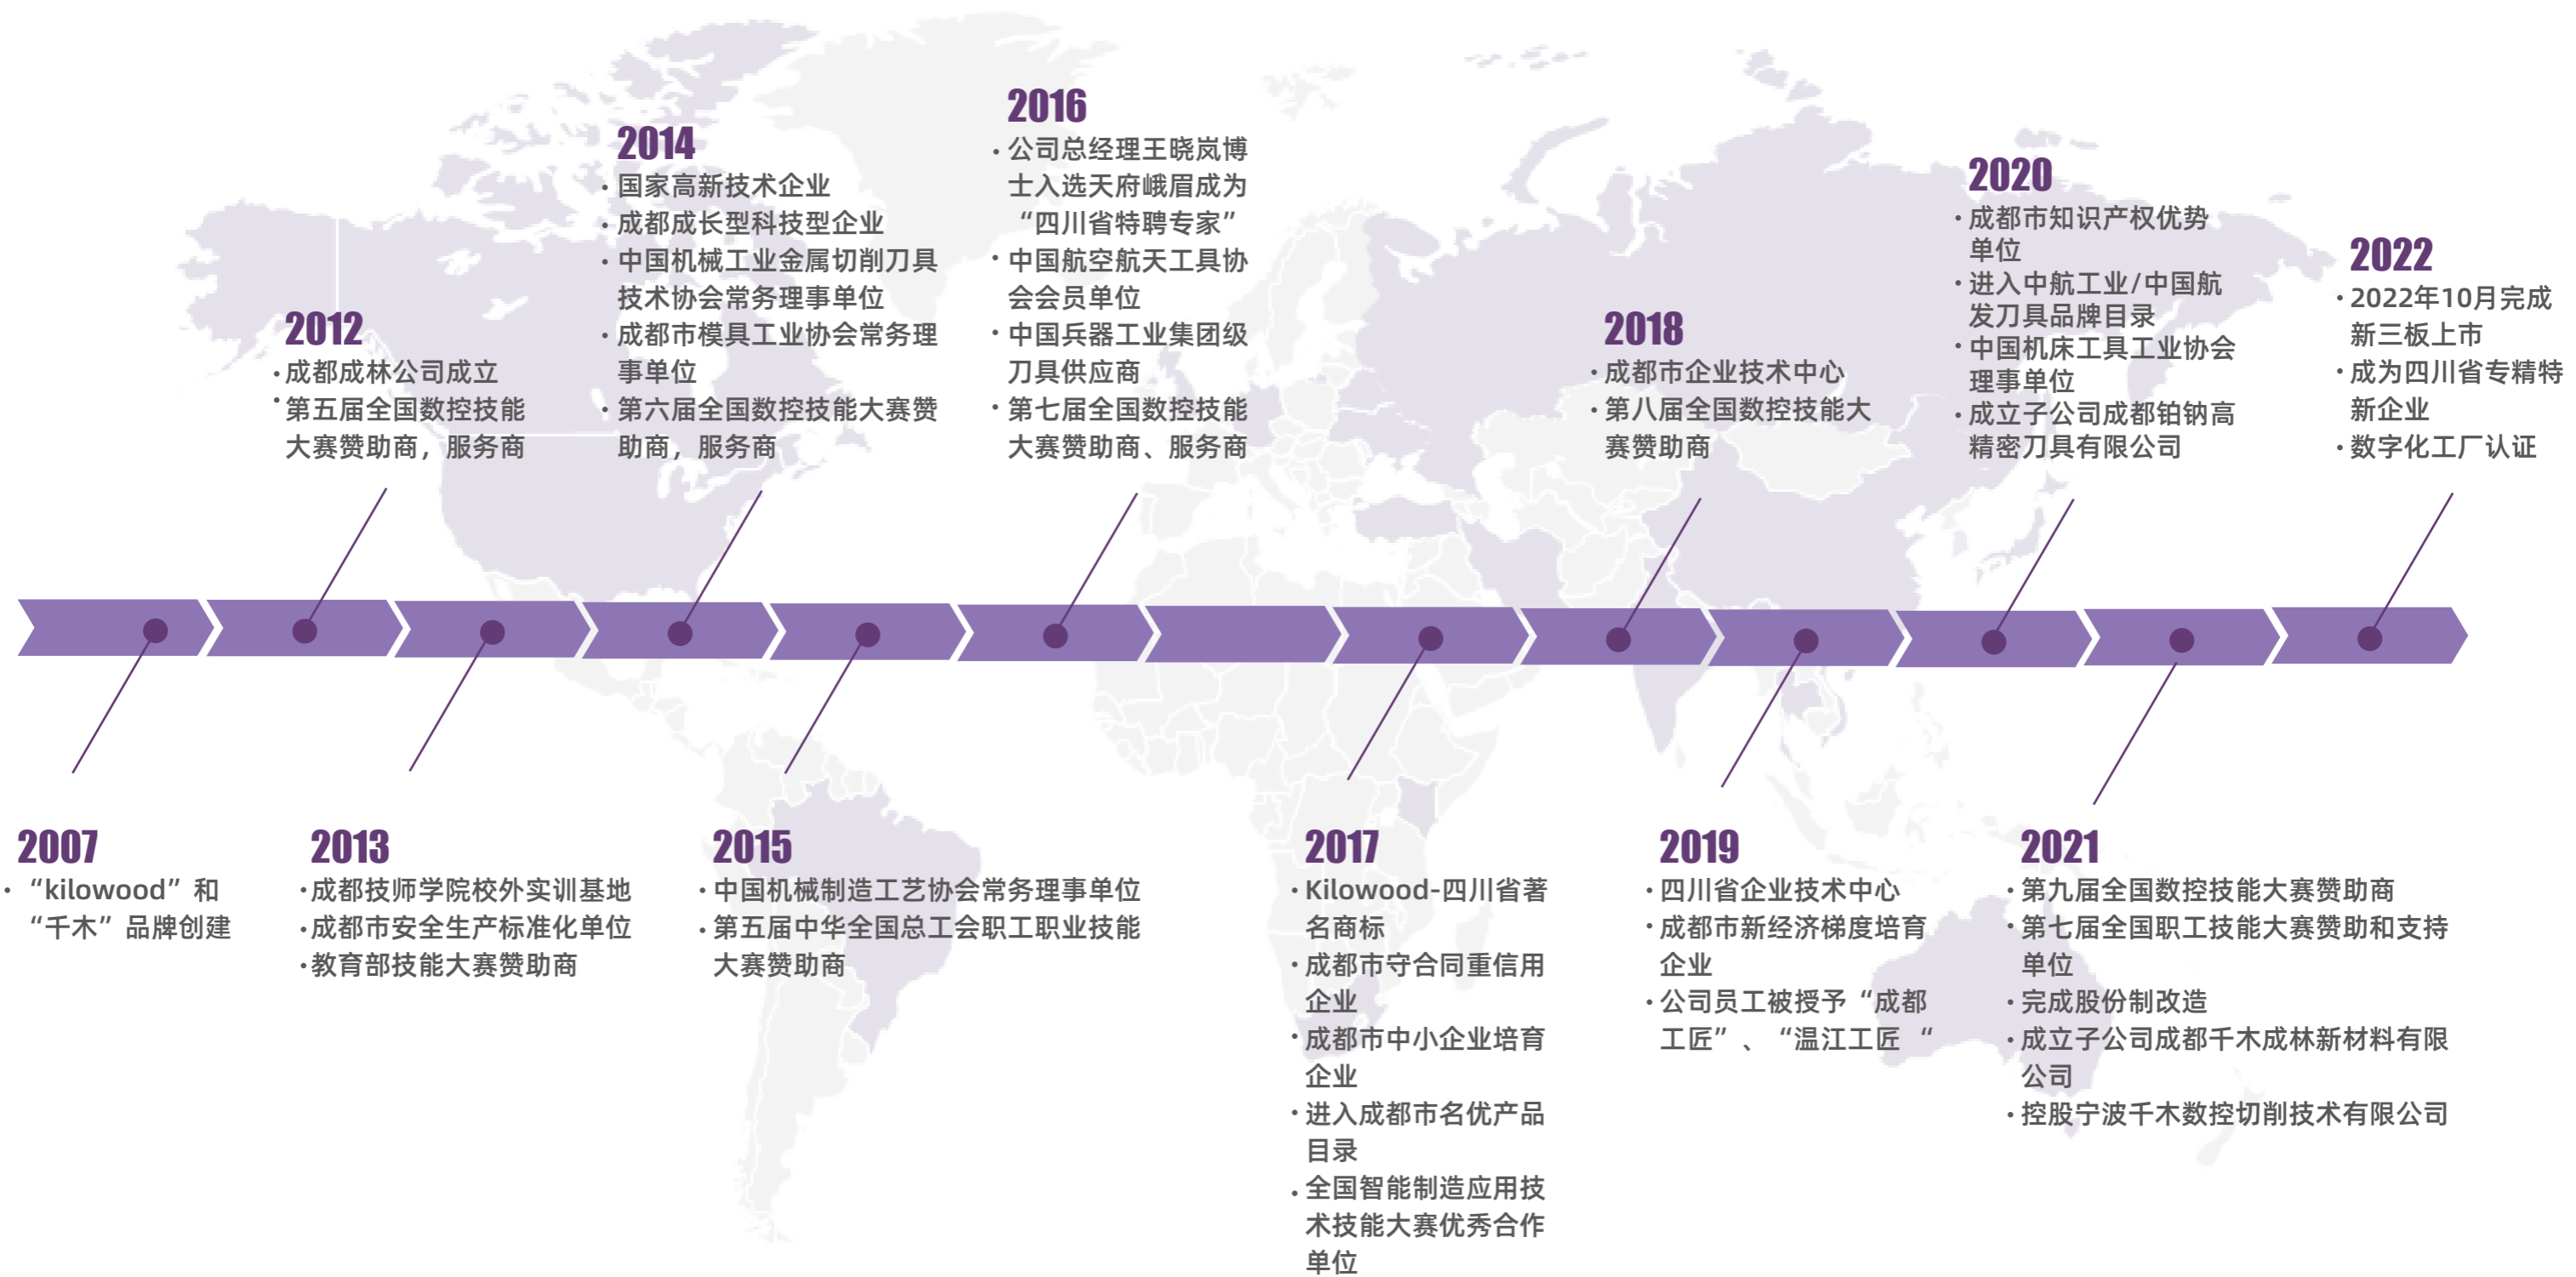 2007
· “kilowood”和
“千木”品牌创建
2012
·成都成林公司成立
·第五届全国数控技能
大赛赞助商，服务商
2013
·成都技师学院校外实训基地
·成都市安全生产标准化单位
·教育部技能大赛赞助商
2014
·国家高新技术企业
·成都成长型科技型企业
·中国机械工业金属切削刀具
技术协会常务理事单位
·成都市模具工业协会常务理
事单位
·第六届全国数控技能大赛赞
助商，服务商
2015
·中国机械制造工艺协会常务理事单位
·第五届中华全国总工会职工职业技能
大赛赞助商
2016
·公司总经理王晓岚博
士入选天府峨眉成为
“四川省特聘专家”
·中国航空航天工具协
会会员单位
·中国兵器工业集团级
刀具供应商
·第七届全国数控技能
大赛赞助商、服务商
2017
·Kilowood-四川省著
名商标
·成都市守合同重信用
企业
·成都市中小企业培育
企业
·进入成都市名优产品
目录
·全国智能制造应用技
术技能大赛优秀合作
单位
2018
·成都市企业技术中心
·第八届全国数控技能大
赛赞助商
2019
·四川省企业技术中心
·成都市新经济梯度培育
企业
·公司员工被授予“成都
工匠”、“温江工匠“
2020
·成都市知识产权优势
单位
·进入中航工业/中国航
发刀具品牌目录
·中国机床工具工业协会
理事单位
·成立子公司成都铂钠高
精密刀具有限公司
2021
·第九届全国数控技能大赛赞助商
·第七届全国职工技能大赛赞助和支持
单位
·完成股份制改造
·成立子公司成都千木成林新材料有限
公司
·控股宁波千木数控切削技术有限公司
2022
·2022年10月完成
新三板上市
·成为四川省专精特
新企业
·数字化工厂认证